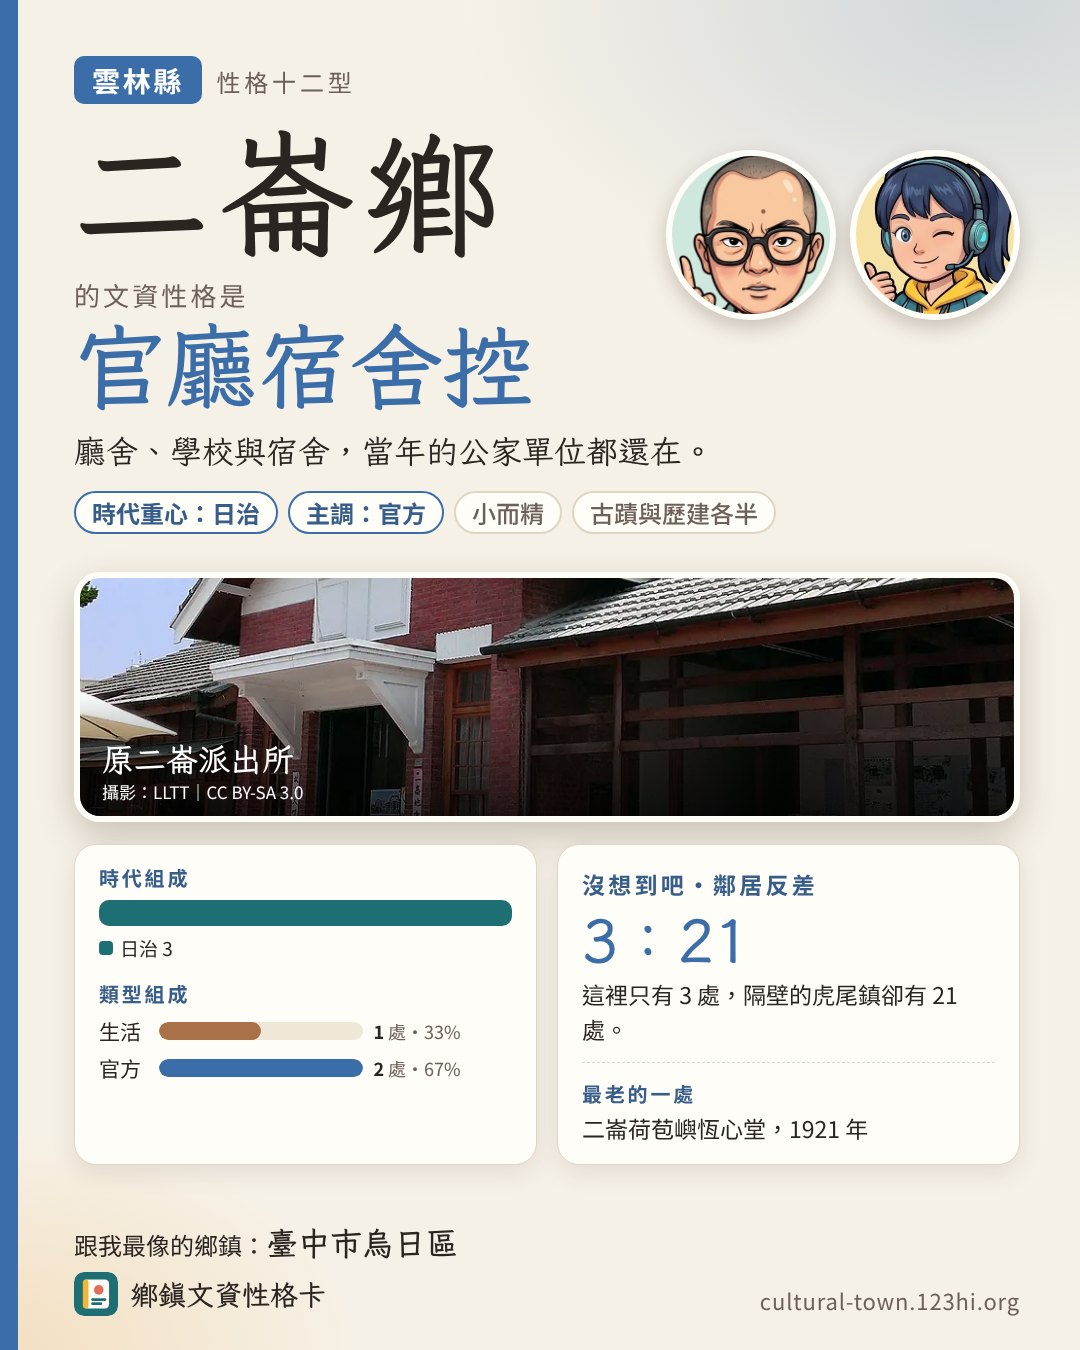 雲林縣 性格十二型
二崙鄉
的文資性格是
官廳宿舍控
廳舍、學校與宿舍，當年的公家單位都還在。
時代重心：日治 主調：官方 小而精 古蹟與歷建各半
原二崙派出所
攝影：LLTT｜CC BY-SA 3.0
時代組成
日治 3
類型組成
生活 1 處・33%
官方 2 處・67%
沒想到吧・鄰居反差
3：21
這裡只有 3 處，隔壁的虎尾鎮卻有 21
處。
最老的一處
二崙荷苞嶼恆心堂，1921 年
跟我最像的鄉鎮：臺中市烏日區
鄉鎮文資性格卡
cultural-town.123hi.org